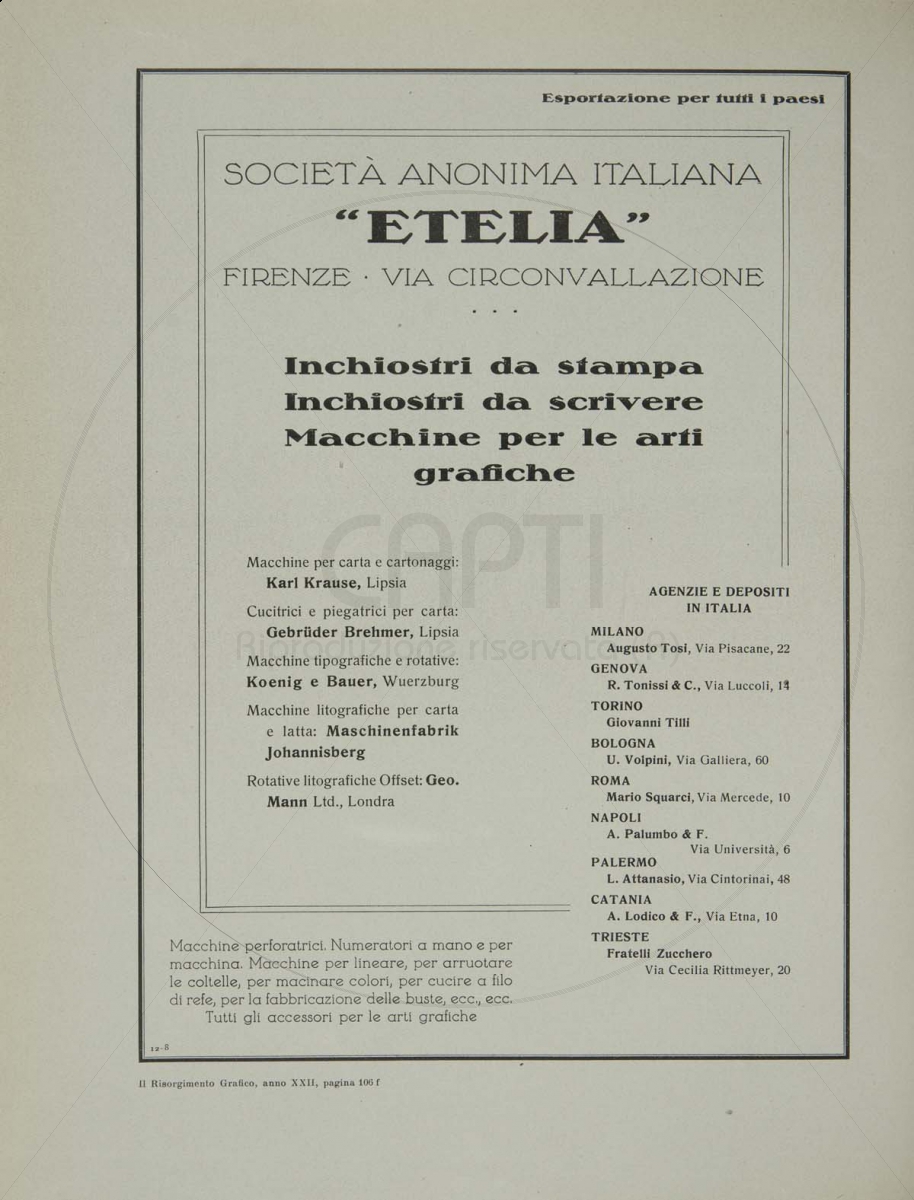 Esportazione per tutti i paesi
SOCIETÀ ANONIMA ITALIANA
“ETELIA”
FIRENZE · VIA CIRCONVALLAZIONE
• • •
Inchiostri da stampa
Inchiostri da scrivere
Macchine per le arti
grafiche
Macchine per carta e cartonaggi:
Karl Krause, Lipsia
Cucitrici e piegatrici per carta:
Gebrüder Brehmer, Lipsia
Macchine tipografiche e rotative:
Koenig e Bauer, Wuerzburg
Macchine litografiche per carta
e latta: Maschinenfabrik
Johannisberg
Rotative litografiche Offset: Geo.
Mann Ltd., Londra
AGENZIE E DEPOSITI
IN ITALIA
MILANO
Augusto Tosi, Via Pisacane, 22
GENOVA
R. Tonissi & C., Via Luccoli,
TORINO
Giovanni Tilli
BOLOGNA
U. Volpini, Via Galliera, 60
ROMA
Mario Squarci, Via Mercede, 10
NAPOLI
A. Palumbo & F.
Via Università, 6
PALERMO
L. Attanasio, Via Cintorinai, 48
CATANIA
A. Lodico & F., Via Etna, 10
TRIESTE
Fratelli Zucchero
Via Cecilia Rittmeyer, 20
Macchine perforatrici. Numeratori a mano e per
macchina. Macchine per lineare, per arruotare
le coltelle, per macinare colori, per cucire a filo
di refe, per la fabbricazione delle buste, ecc., ecc.
Tutti gli accessori per le arti grafiche
12-8
Il Risorgimento Grafico, anno XXII, pagina 106 f
CAPTI
Riproduzione riservata